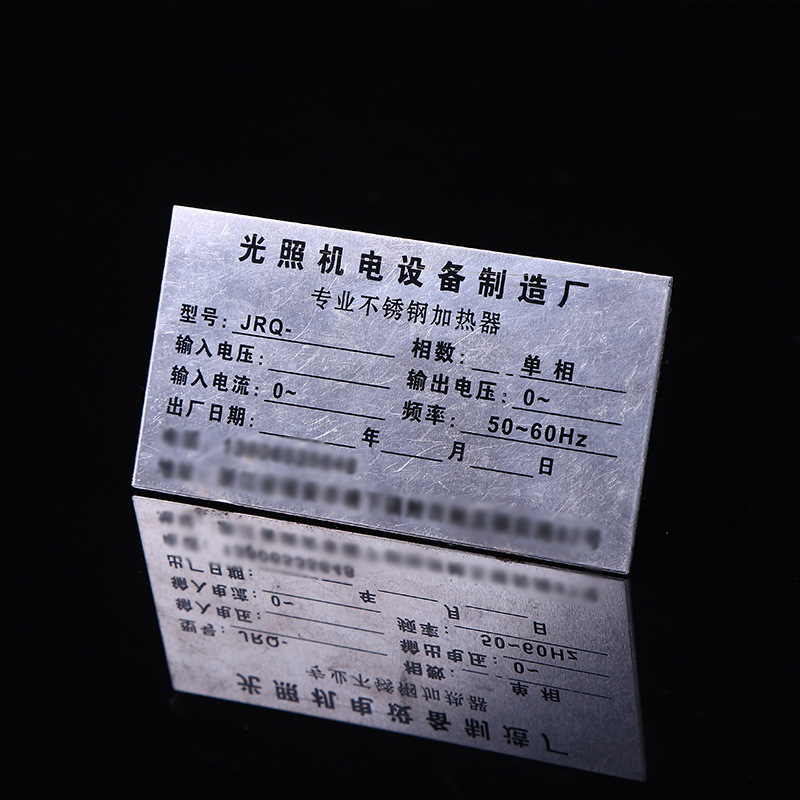 光照机电设备制造厂
专业不锈钢加热器
型号: JRQ- 相数: 单相
输入电压: 输出电压: 0~
输入电流: 0~ 频率: 50~60Hz
出厂日期: 年 月 日